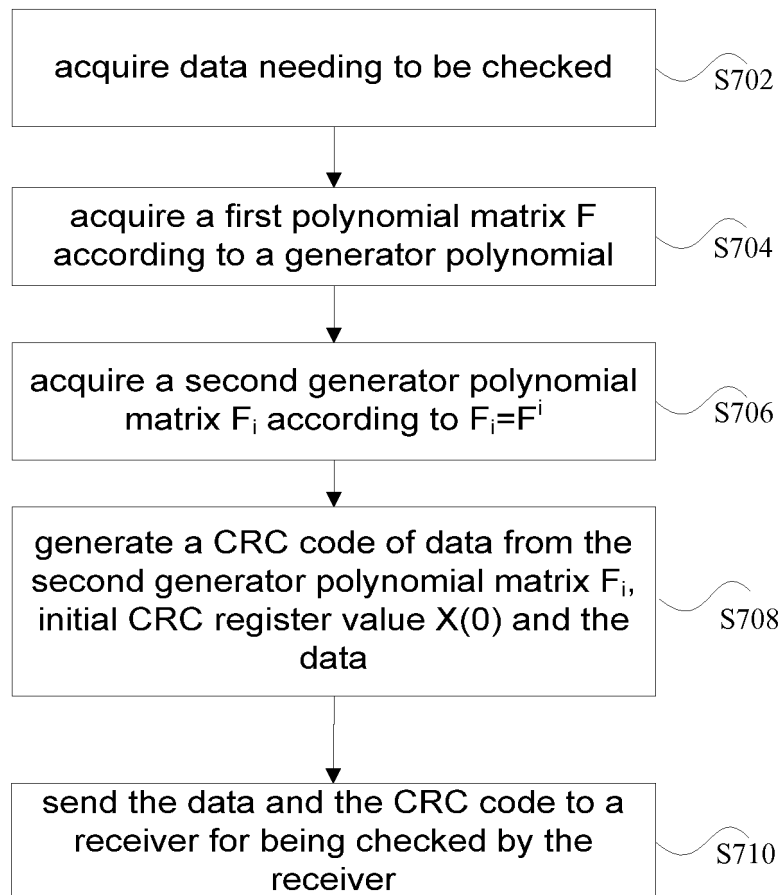 acquire data needing to be checked
S702
acquire a first polynomial matrix F
according to a generator polynomial
S704
acquire a second generator polynomial
matrix Fᵢ according to Fᵢ=Fⁱ
S706
generate a CRC code of data from the
second generator polynomial matrix Fᵢ,
initial CRC register value X(0) and the
data
S708
send the data and the CRC code to a
receiver for being checked by the
receiver
S710